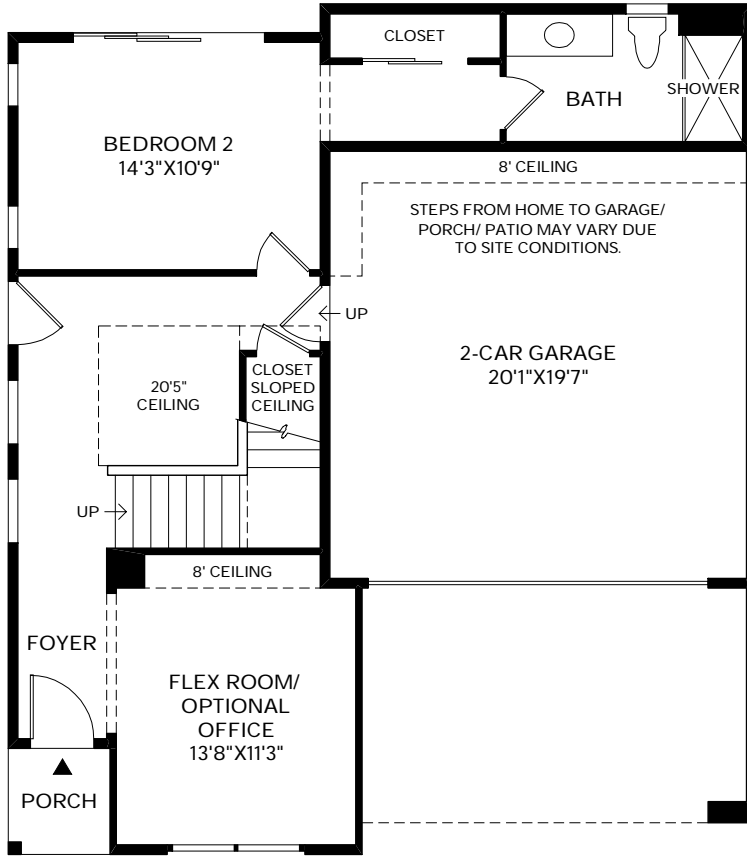 CLOSET
BATH
SHOWER
BEDROOM 2
14'3"X10'9"
8' CEILING
STEPS FROM HOME TO GARAGE/
PORCH/ PATIO MAY VARY DUE
TO SITE CONDITIONS.
UP
2-CAR GARAGE
20'1"X19'7"
20'5"
CEILING
CLOSET
SLOPED
CEILING
UP
8' CEILING
FOYER
FLEX ROOM/
OPTIONAL
OFFICE
13'8"X11'3"
PORCH